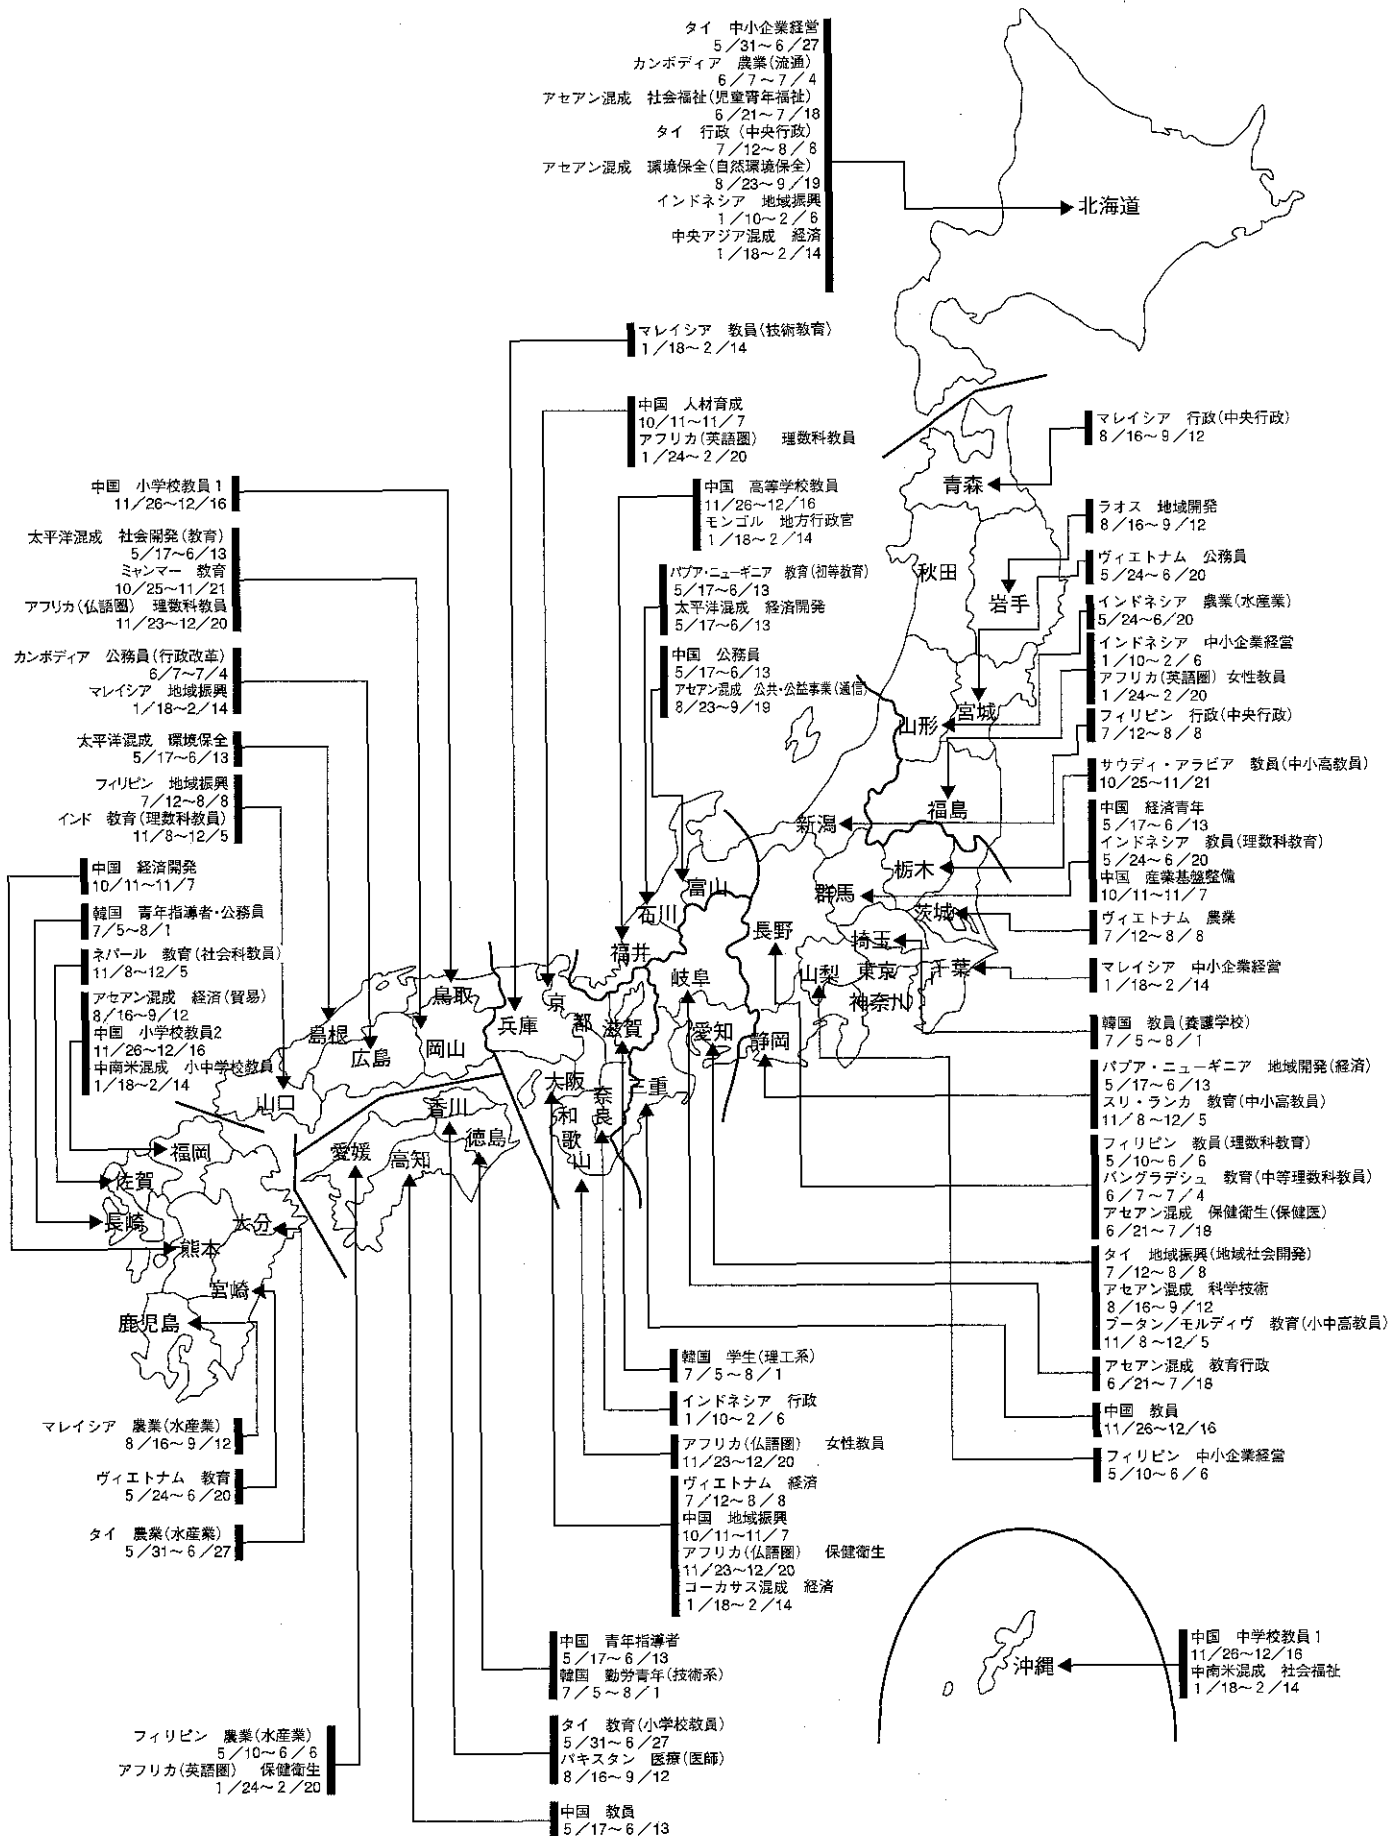 タイ　中小企業経営
5／31～6／27
カンボディア　農業(流通)
6／7～7／4
アセアン混成　社会福祉(児童青年福祉)
6／21～7／18
タイ　行政（中央行政）
7／12～8／8
アセアン混成　環境保全(自然環境保全)
8／23～9／19
インドネシア　地域振興
1／10～2／6
中央アジア混成　経済
1／18～2／14
北海道
マレイシア　教員(技術教育)
1／18～2／14
中国　人材育成
10／11～11／7
アフリカ(英語圏)　理数科教員
1／24～2／20
マレイシア　行政(中央行政)
8／16～9／12
青森
中国　小学校教員1
11／26～12／16
中国　高等学校教員
11／26～12／16
モンゴル　地方行政官
1／18～2／14
ラオス　地域開発
8／16～9／12
太平洋混成　社会開発(教育)
5／17～6／13
ミャンマー　教育
10／25～11／21
アフリカ(仏語圏)　理数科教員
11／23～12／20
パプア・ニューギニア　教育(初等教育)
5／17～6／13
太平洋混成　経済開発
5／17～6／13
秋田
岩手
ヴィエトナム　公務員
5／24～6／20
インドネシア　農業(水産業)
5／24～6／20
カンボディア　公務員(行政改革)
6／7～7／4
マレイシア　地域振興
1／18～2／14
中国　公務員
5／17～6／13
アセアン混成　公共・公益事業(通信)
8／23～9／19
インドネシア　中小企業経営
1／10～2／6
アフリカ(英語圏)女性教員
1／24～2／20
宮城
山形
フィリピン　行政(中央行政)
7／12～8／8
太平洋混成　環境保全
5／17～6／13
サウディ・アラビア　教員(中小高教員)
10／25～11／21
フィリピン　地域振興
7／12～8／8
インド　教育(理数科教員)
11／8～12／5
福島
新潟
中国　経済青年
5／17～6／13
インドネシア　教員(理数科教育)
5／24～6／20
中国　産業基盤整備
10／11～11／7
中国　経済開発
10／11～11／7
栃木
群馬
富山
石川
茨城
ヴィエトナム　農業
7／12～8／8
韓国　青年指導者・公務員
7／5～8／1
長野
埼玉
福井
ネパール　教育(社会科教員)
11／8～12／5
岐阜
山梨
東京
千葉
マレイシア　中小企業経営
1／18～2／14
神奈川
アセアン混成　経済(貿易)
8／16～9／12
中国　小学校教員2
11／26～12／16
中南米混成　小中学校教員
1／18～2／14
鳥取
京都
兵庫
滋賀
愛知
静岡
島根
広島
岡山
韓国　教員(養護学校)
7／5～8／1
大阪
奈良
三重
和歌山
山口
香川
パプア・ニューギニア　地域開発(経済)
5／17～6／13
スリ・ランカ　教育(中小高教員)
11／8～12／5
福岡
愛媛
高知
徳島
佐賀
長崎
大分
熊本
フィリピン　教員(理数科教育)
5／10～6／6
バングラデシュ　教育(中等理数科教員)
6／7～7／4
アセアン混成　保健衛生(保健医)
6／21～7／18
宮崎
鹿児島
タイ　地域振興(地域社会開発)
7／12～8／8
アセアン混成　科学技術
8／16～9／12
ブータン／モルディヴ　教育(小中高教員)
11／8～12／5
韓国　学生(理工系)
7／5～8／1
アセアン混成　教育行政
6／21～7／18
インドネシア　行政
1／10～2／6
中国　教員
11／26～12／16
マレイシア　農業(水産業)
8／16～9／12
アフリカ(仏語圏)　女性教員
11／23～12／20
フィリピン　中小企業経営
5／10～6／6
ヴィエトナム　教育
5／24～6／20
ヴィエトナム　経済
7／12～8／8
中国　地域振興
10／11～11／7
アフリカ(仏語圏)　保健衛生
11／23～12／20
コーカサス混成　経済
1／18～2／14
タイ　農業(水産業)
5／31～6／27
中国　青年指導者
5／17～6／13
韓国　勤労青年(技術系)
7／5～8／1
沖縄
中国　中学校教員1
11／26～12／16
中南米混成　社会福祉
1／18～2／14
フィリピン　農業(水産業)
5／10～6／6
アフリカ(英語圏)　保健衛生
1／24～2／20
タイ　教育(小学校教員)
5／31～6／27
パキスタン　医療(医師)
8／16～9／12
中国　教員
5／17～6／13